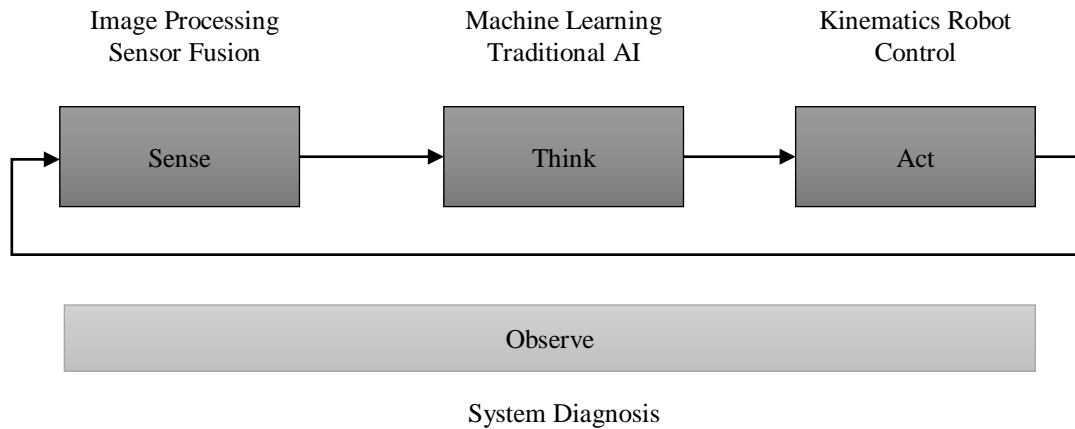 Image Processing
Sensor Fusion
Machine Learning
Traditional AI
Kinematics Robot
Control
Sense
Think
Act
Observe
System Diagnosis